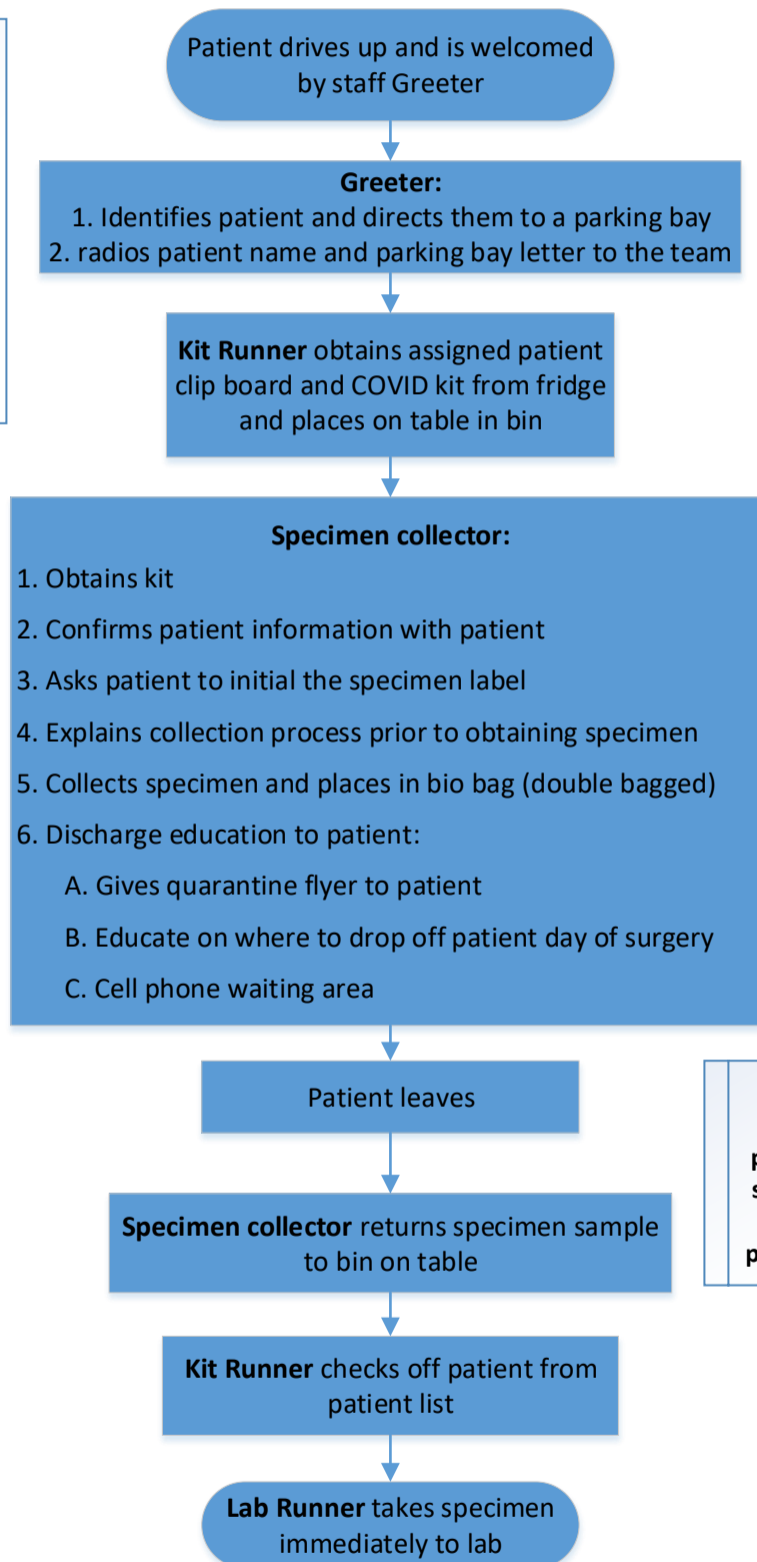 Patient drives up and is welcomed
by staff Greeter
Greeter:
1. Identifies patient and directs them to a parking bay
2. radios patient name and parking bay letter to the team
Kit Runner obtains assigned patient
clip board and COVID kit from fridge
and places on table in bin
Specimen collector:
1. Obtains kit
2. Confirms patient information with patient
3. Asks patient to initial the specimen label
4. Explains collection process prior to obtaining specimen
5. Collects specimen and places in bio bag (double bagged)
6. Discharge education to patient:
A. Gives quarantine flyer to patient
B. Educate on where to drop off patient day of surgery
C. Cell phone waiting area
Patient leaves
Specimen collector returns specimen sample
to bin on table
Kit Runner checks off patient from
patient list
Lab Runner takes specimen
immediately to lab